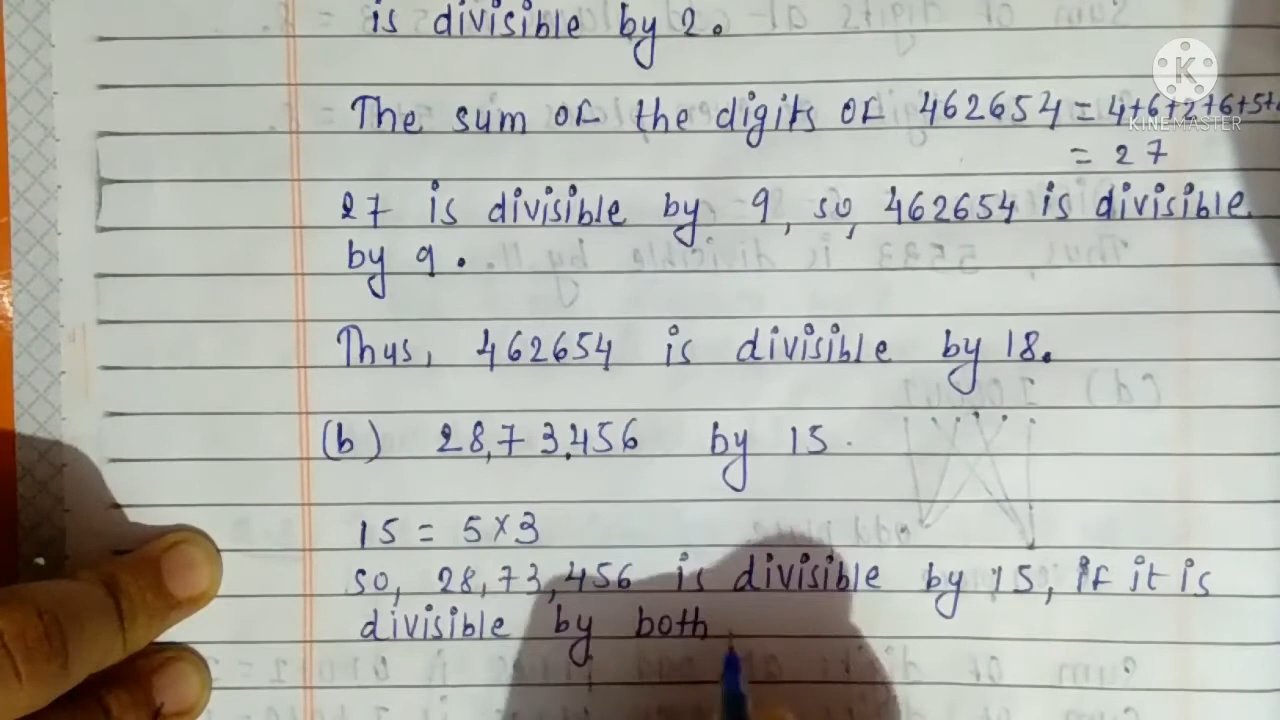 is divisible by 2.
The sum of the digits of 462654 = 4+6+2+6+5+
= 27
27 is divisible by 9, so, 462654 is divisible
by 9.
Thus, 462654 is divisible by 18.
(b) 28,73,456 by 15.
15 = 5×3
so, 28,73,456 is divisible by 15, if it is
divisible by both
K
KINEMASTER